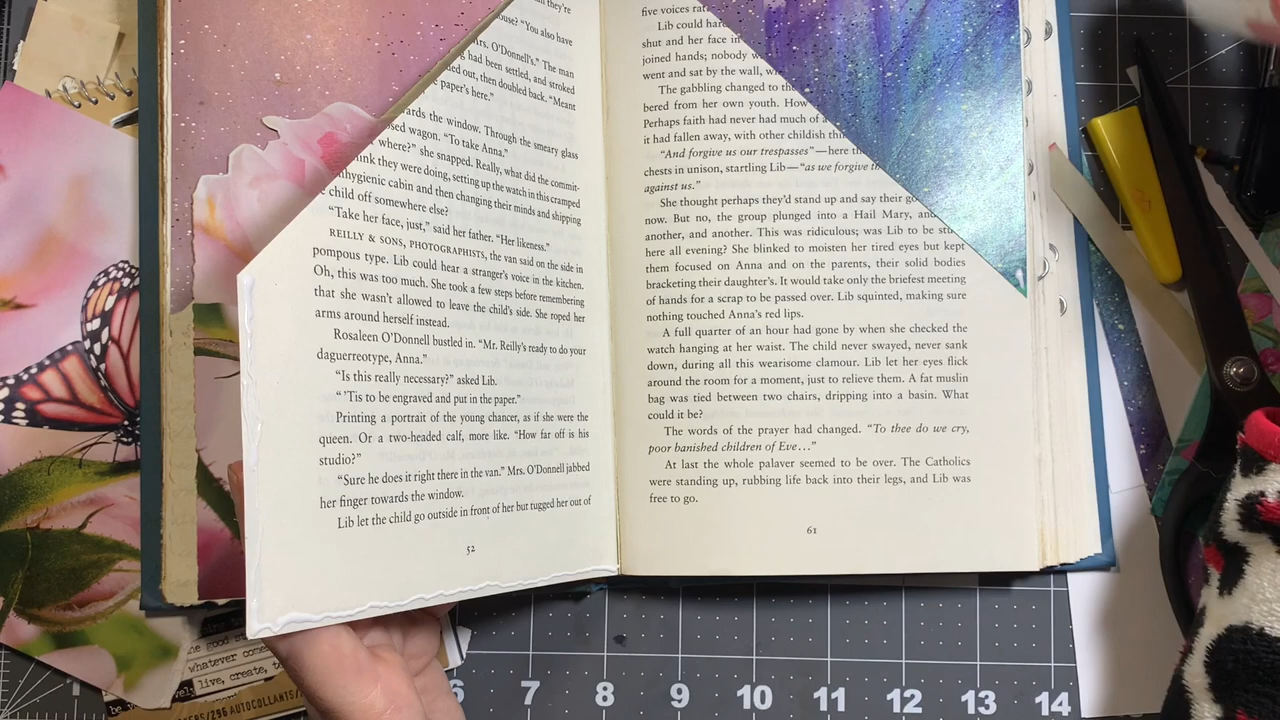 they're
ouse? "You also have
Mrs. O'Donnell's." The man
had been settled, and stroked
out, then doubled back. "Meant
paper's here."
the window. Through the smeary glass
wagon. "To take Anna."
where?" she snapped. Really, what did the commit-
think they were doing, setting up the watch in this cramped
unhygienic cabin and then changing their minds and shipping
child off somewhere else?
"Take her face, just," said her father. "Her likeness."
REILLY & SONS, PHOTOGRAPHISTS, the van said on the side in
pompous type. Lib could hear a stranger's voice in the kitchen.
Oh, this was too much. She took a few steps before remembering
that she wasn't allowed to leave the child's side. She roped her
arms around herself instead.
Rosaleen O'Donnell bustled in. "Mr. Reilly's ready to do your
daguerreotype, Anna."
"Is this really necessary?" asked Lib.
"'Tis to be engraved and put in the paper."
Printing a portrait of the young chancer, as if she were the
queen. Or a two-headed calf, more like. "How far off is his
studio?"
"Sure he does it right there in the van." Mrs. O'Donnell jabbed
her finger towards the window.
Lib let the child go outside in front of her but tugged her out of
52
five voices
Lib could
shut and her face in
joined hands; nobody
went and sat by the wall,
The gabbling changed to
bered from her own youth. How
Perhaps faith had never had much of a
it had fallen away, with other childish
"And forgive us our trespasses"—here
chests in unison, startling Lib—"as we forgive
against us."
She thought perhaps they'd stand up and say their
now. But no, the group plunged into a Hail Mary, and
another, and another. This was ridiculous; was Lib to be
here all evening? She blinked to moisten her tired eyes but kept
them focused on Anna and on the parents, their solid bodies
bracketing their daughter's. It would take only the briefest meeting
of hands for a scrap to be passed over. Lib squinted, making sure
nothing touched Anna's red lips.
A full quarter of an hour had gone by when she checked the
watch hanging at her waist. The child never swayed, never sank
down, during all this wearisome clamour. Lib let her eyes flick
around the room for a moment, just to relieve them. A fat muslin
bag was tied between two chairs, dripping into a basin. What
could it be?
The words of the prayer had changed. "To thee do we cry,
poor banished children of Eve…"
At last the whole palaver seemed to be over. The Catholics
were standing up, rubbing life back into their legs, and Lib was
free to go.
61
the good
whatever
live, create,
/296 AUTOCOLLANTS/
6 7 8 9 10 11 12 13 14